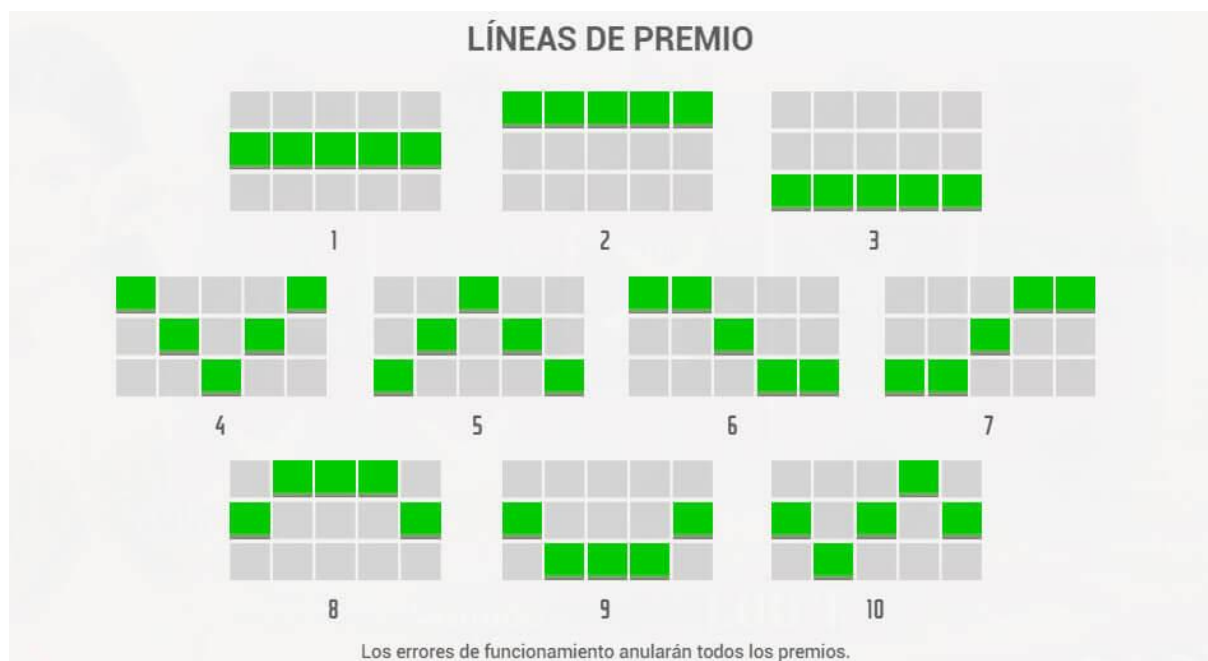 LÍNEAS DE PREMIO
1 2 3
4 5 6 7
8 9 10
Los errores de funcionamiento anularán todos los premios.